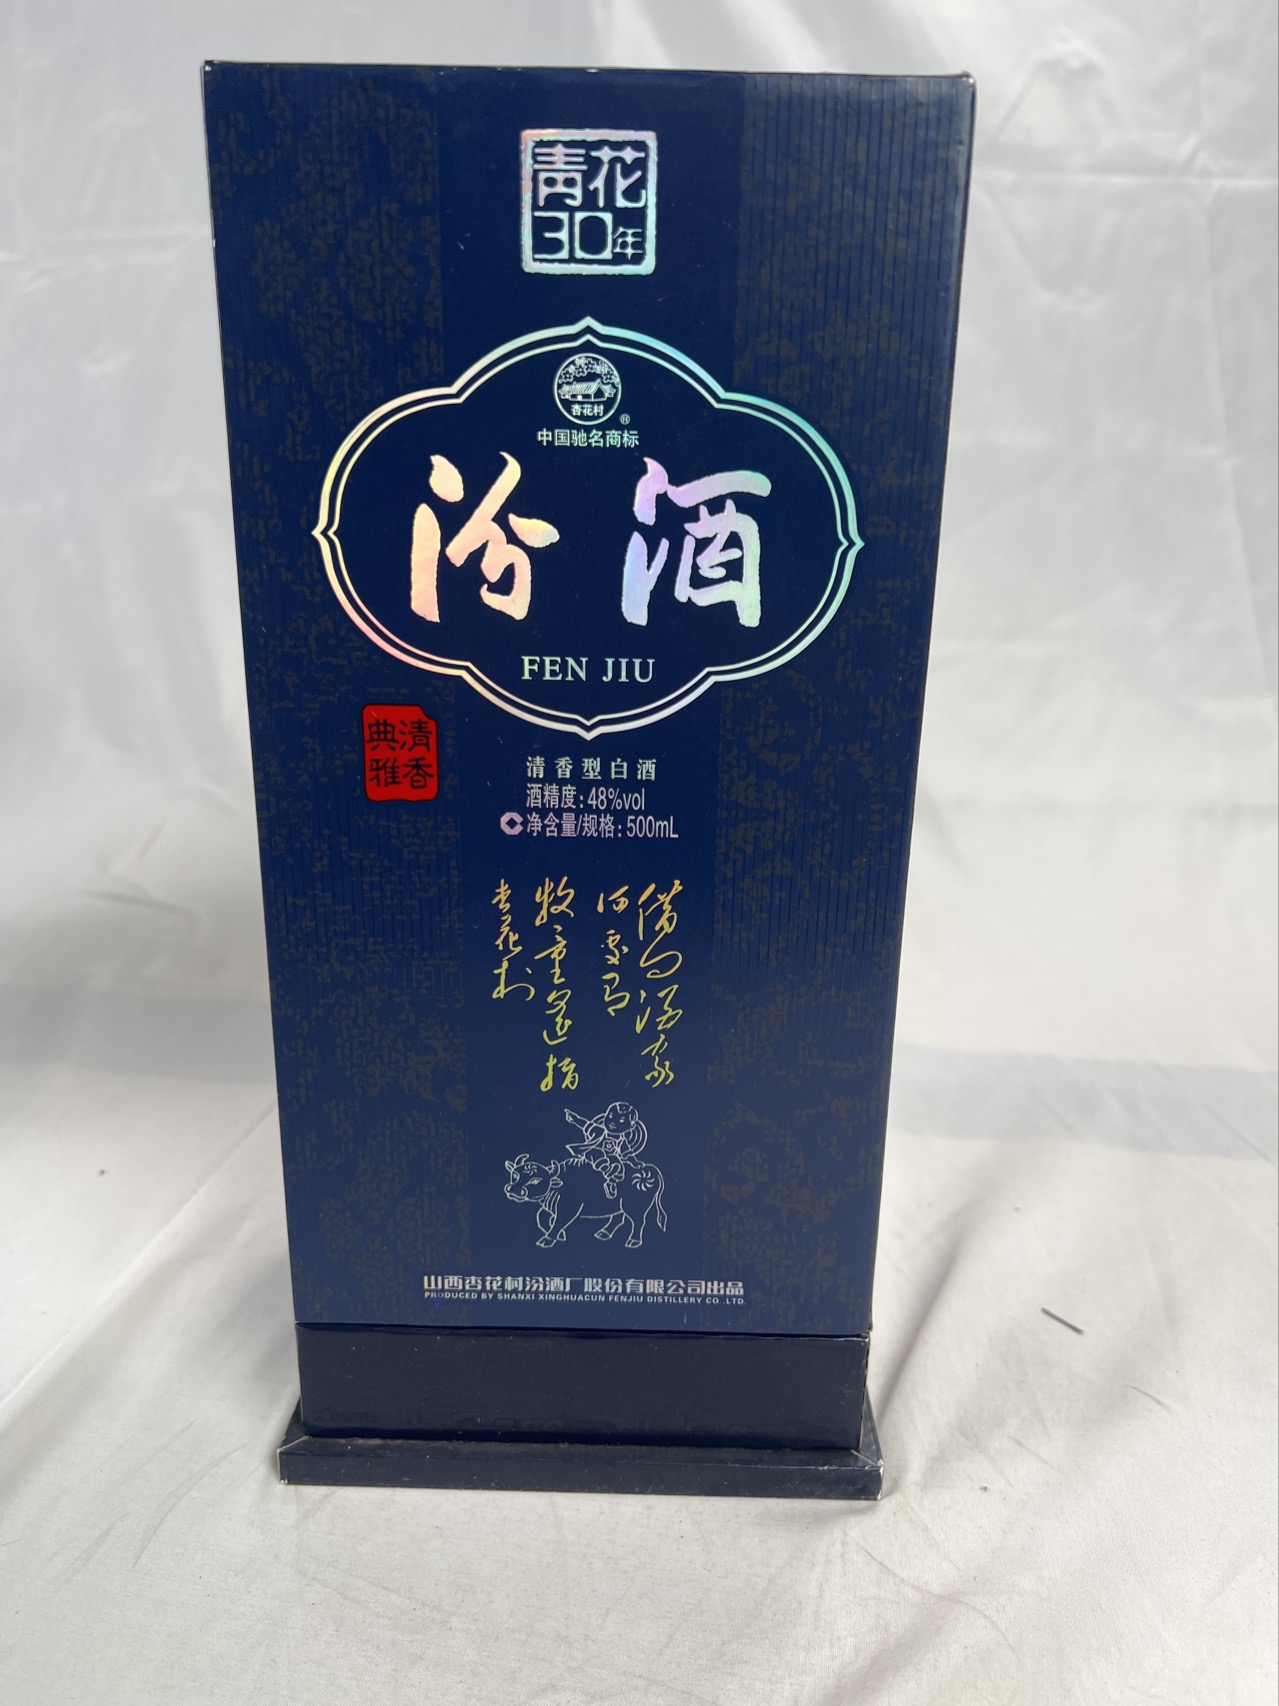 青花
30年
杏花村
®
中国驰名商标
汾酒
FEN JIU
清香
典雅
清香型白酒
酒精度：48%vol
净含量/规格：500mL
借问酒家
何处有
牧童遥指
杏花村
山西杏花村汾酒厂股份有限公司出品
PRODUCED BY SHANXI XINGHUACUN FENJIU DISTILLERY CO.,LTD.